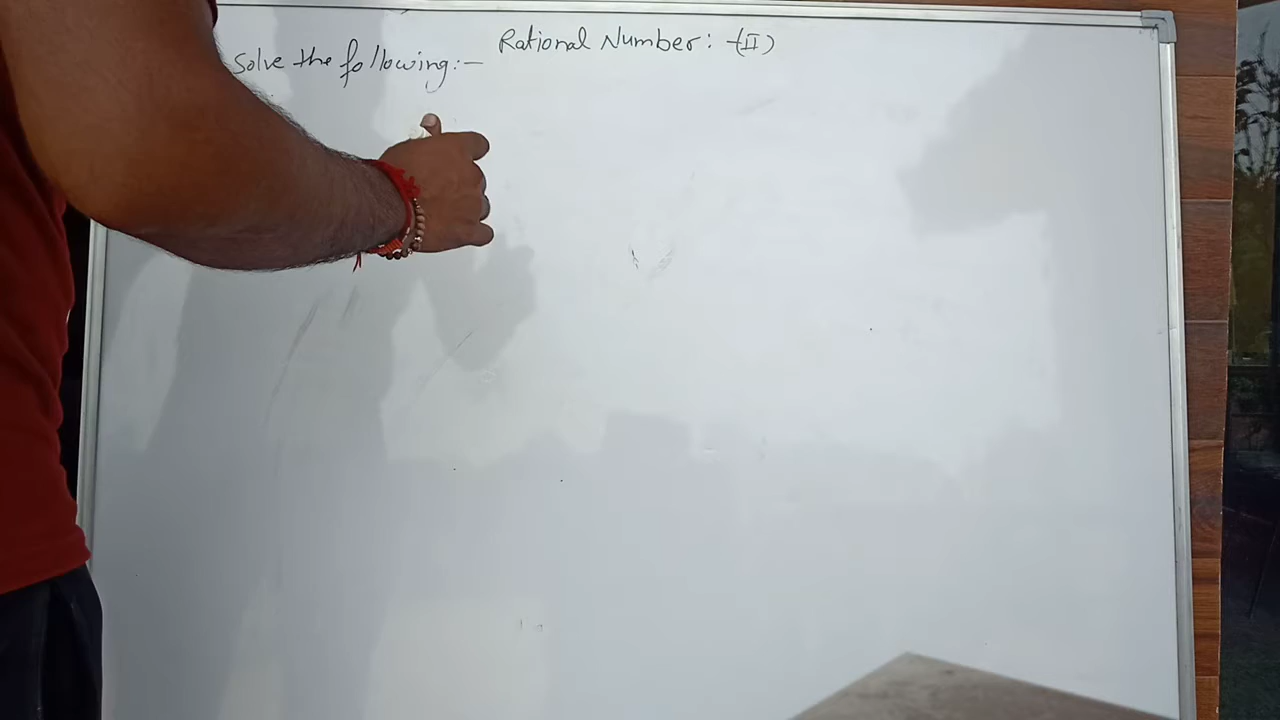 Rational Number: - (II)
Solve the following:-